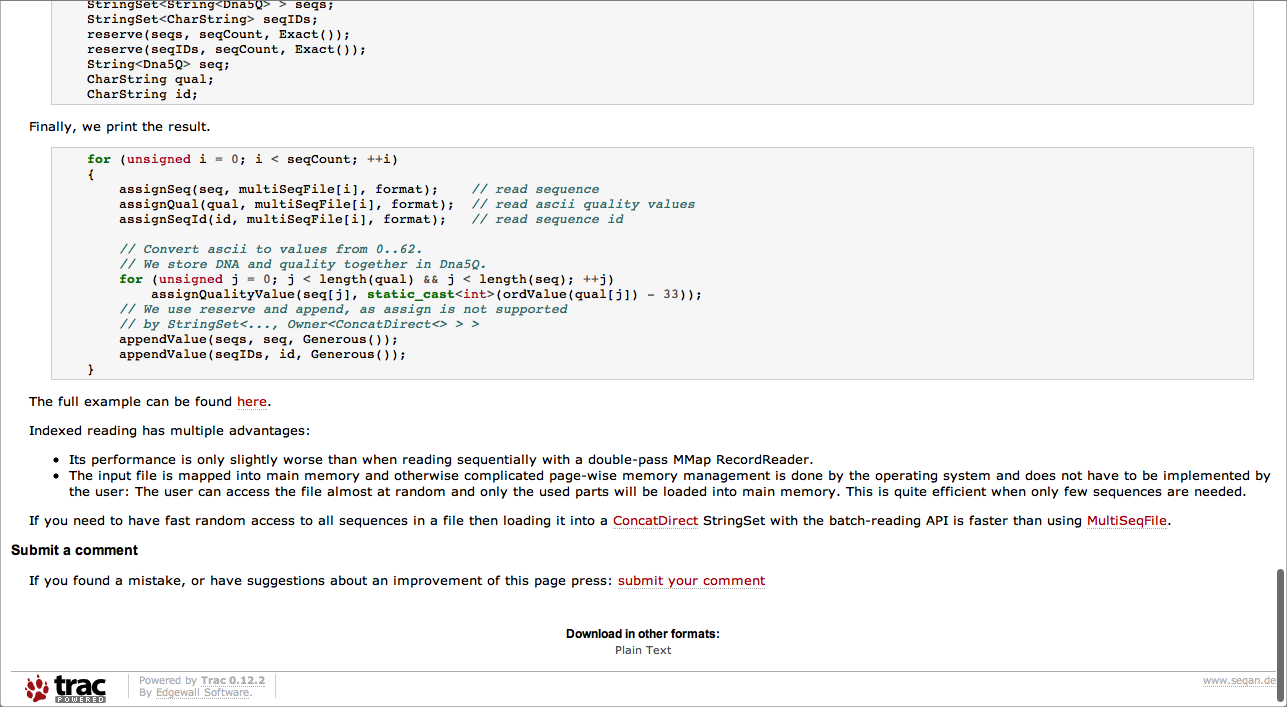 StringSet<String<Dna5Q> > seqs;
StringSet<CharString> seqIDs;
reserve(seqs, seqCount, Exact());
reserve(seqIDs, seqCount, Exact());
String<Dna5Q> seq;
CharString qual;
CharString id;
Finally, we print the result.
for (unsigned i = 0; i < seqCount; ++i)
{
assignSeq(seq, multiSeqFile[i], format);    // read sequence
assignQual(qual, multiSeqFile[i], format);  // read ascii quality values
assignSeqId(id, multiSeqFile[i], format);   // read sequence id
// Convert ascii to values from 0..62.
// We store DNA and quality together in Dna5Q.
for (unsigned j = 0; j < length(qual) && j < length(seq); ++j)
assignQualityValue(seq[j], static_cast<int>(ordValue(qual[j]) - 33));
// We use reserve and append, as assign is not supported
// by StringSet<..., Owner<ConcatDirect<> > >
appendValue(seqs, seq, Generous());
appendValue(seqIDs, id, Generous());
}
The full example can be found here.
Indexed reading has multiple advantages:
• Its performance is only slightly worse than when reading sequentially with a double-pass MMap RecordReader.
• The input file is mapped into main memory and otherwise complicated page-wise memory management is done by the operating system and does not have to be implemented by
the user: The user can access the file almost at random and only the used parts will be loaded into main memory. This is quite efficient when only few sequences are needed.
If you need to have fast random access to all sequences in a file then loading it into a ConcatDirect StringSet with the batch-reading API is faster than using MultiSeqFile.
Submit a comment
If you found a mistake, or have suggestions about an improvement of this page press: submit your comment
Download in other formats:
Plain Text
trac
POWERED
Powered by Trac 0.12.2
By Edgewall Software.
www.seqan.de